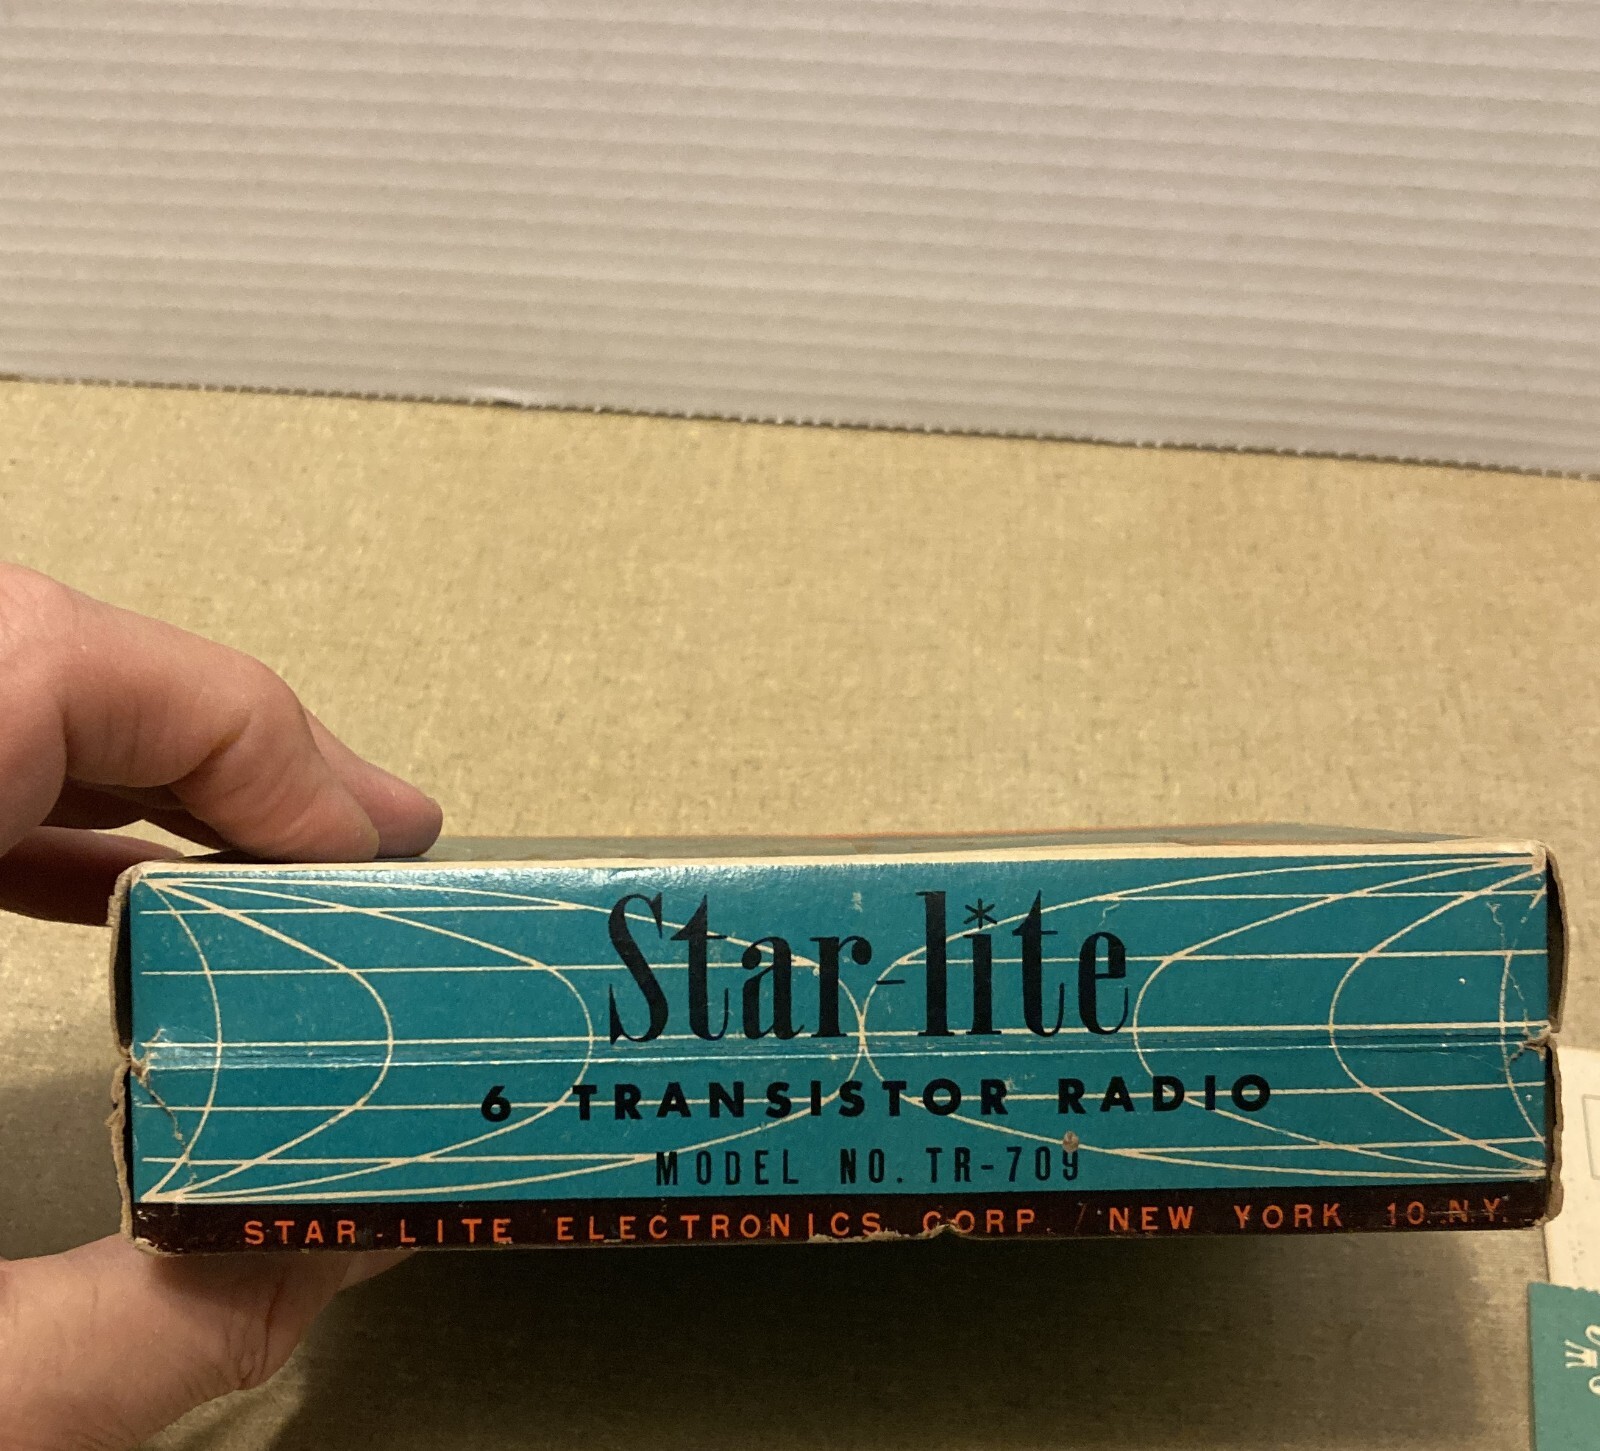 Star-lite
6 TRANSISTOR RADIO
MODEL NO. TR-709
STAR-LITE ELECTRONICS CORP. / NEW YORK 10. N.Y.